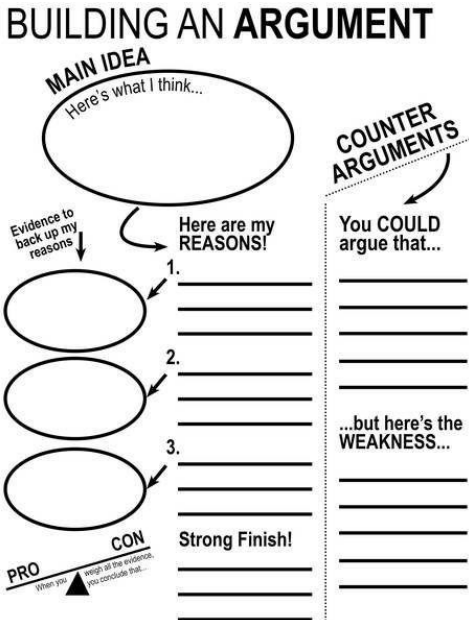 BUILDING AN ARGUMENT
MAIN IDEA
Here's what I think...
Evidence to
back up my
reasons
Here are my
REASONS!
1.
2.
3.
Strong Finish!
PRO
CON
When you weigh all the evidence,
you conclude that...
COUNTER
ARGUMENTS
You COULD
argue that...
...but here's the
WEAKNESS...